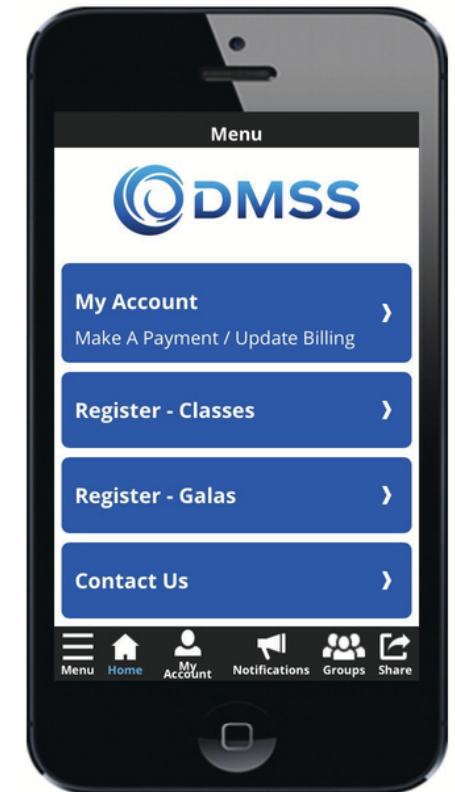 Menu
DMSS
My Account
Make A Payment / Update Billing
Register - Classes
Register - Galas
Contact Us
Menu
Home
My
Account
Notifications
Groups
Share